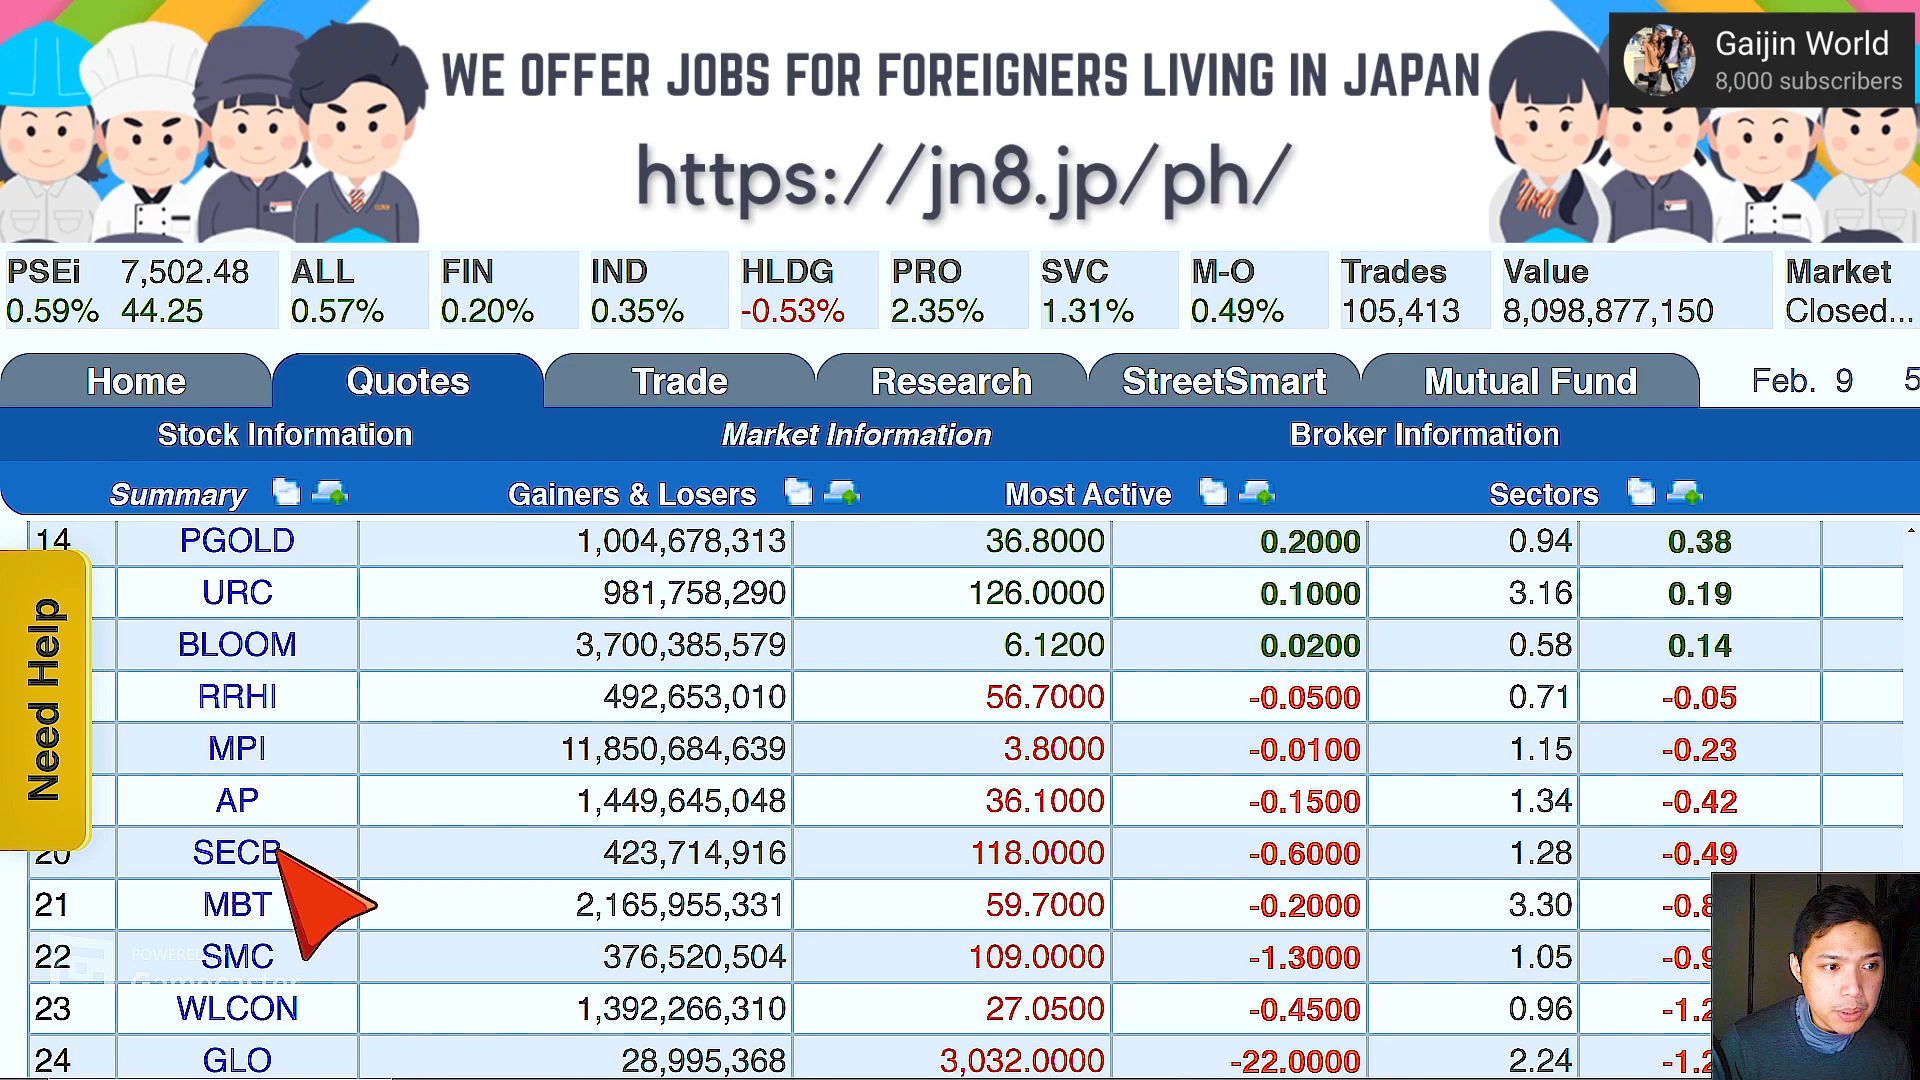 WE OFFER JOBS FOR FOREIGNERS LIVING IN JAPAN
https://jn8.jp/ph/
Gaijin World
8,000 subscribers
PSEi 7,502.48 ALL FIN IND HLDG PRO SVC M-O Trades Value Market
0.59% 44.25 0.57% 0.20% 0.35% -0.53% 2.35% 1.31% 0.49% 105,413 8,098,877,150 Closed...
Home Quotes Trade Research StreetSmart Mutual Fund Feb. 9 5
Stock Information Market Information Broker Information
Summary Gainers & Losers Most Active Sectors
14 PGOLD 1,004,678,313 36.8000 0.2000 0.94 0.38
URC 981,758,290 126.0000 0.1000 3.16 0.19
BLOOM 3,700,385,579 6.1200 0.0200 0.58 0.14
RRHI 492,653,010 56.7000 -0.0500 0.71 -0.05
MPI 11,850,684,639 3.8000 -0.0100 1.15 -0.23
AP 1,449,645,048 36.1000 -0.1500 1.34 -0.42
20 SECB 423,714,916 118.0000 -0.6000 1.28 -0.49
21 MBT 2,165,955,331 59.7000 -0.2000 3.30
22 SMC 376,520,504 109.0000 -1.3000 1.05
23 WLCON 1,392,266,310 27.0500 -0.4500 0.96
24 GLO 28,995,368 3,032.0000 -22.0000 2.24
Need Help